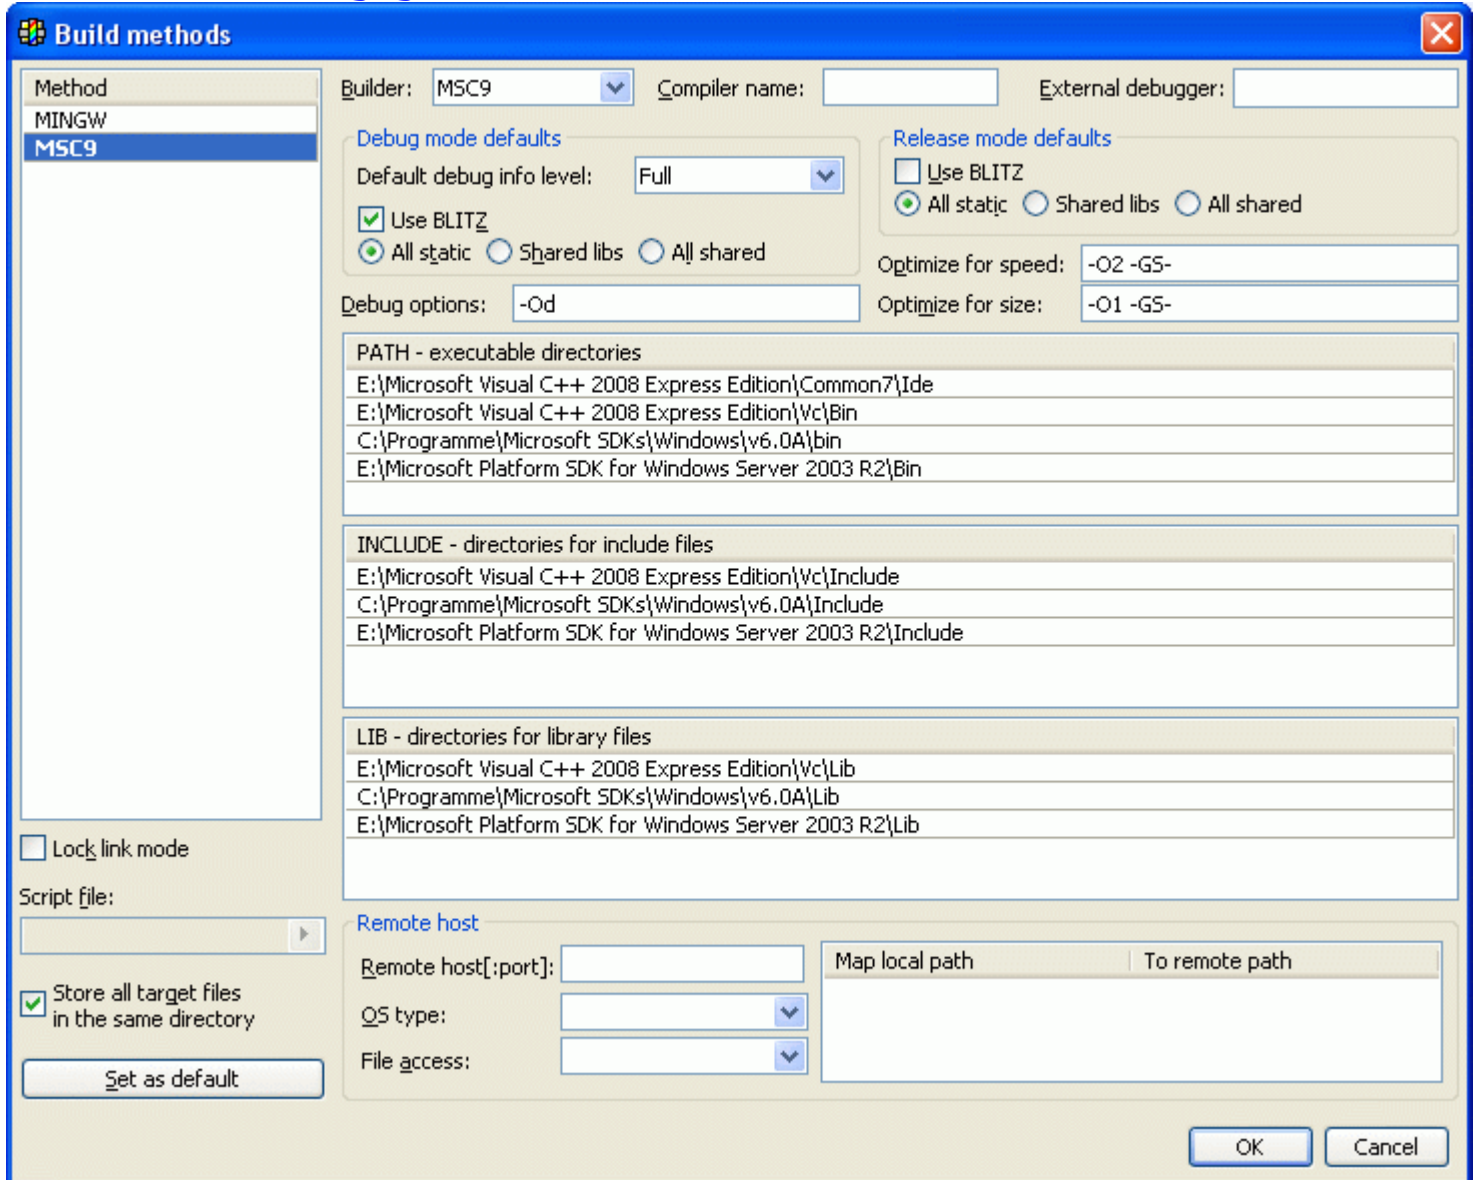 Build methods
Method
MINGW
MSC9
Builder: MSC9 Compiler name: External debugger:
Debug mode defaults
Default debug info level: Full
Use BLITZ
All static Shared libs All shared
Debug options: -Od
Release mode defaults
Use BLITZ
All static Shared libs All shared
Optimize for speed: -O2 -GS-
Optimize for size: -O1 -GS-
PATH - executable directories
E:\Microsoft Visual C++ 2008 Express Edition\Common7\Ide
E:\Microsoft Visual C++ 2008 Express Edition\Vc\Bin
C:\Programme\Microsoft SDKs\Windows\v6.0A\bin
E:\Microsoft Platform SDK for Windows Server 2003 R2\Bin
INCLUDE - directories for include files
E:\Microsoft Visual C++ 2008 Express Edition\Vc\Include
C:\Programme\Microsoft SDKs\Windows\v6.0A\Include
E:\Microsoft Platform SDK for Windows Server 2003 R2\Include
LIB - directories for library files
E:\Microsoft Visual C++ 2008 Express Edition\Vc\Lib
C:\Programme\Microsoft SDKs\Windows\v6.0A\Lib
E:\Microsoft Platform SDK for Windows Server 2003 R2\Lib
Lock link mode
Script file:
Store all target files
in the same directory
Set as default
Remote host
Remote host[:port]:
OS type:
File access:
Map local path To remote path
OK Cancel